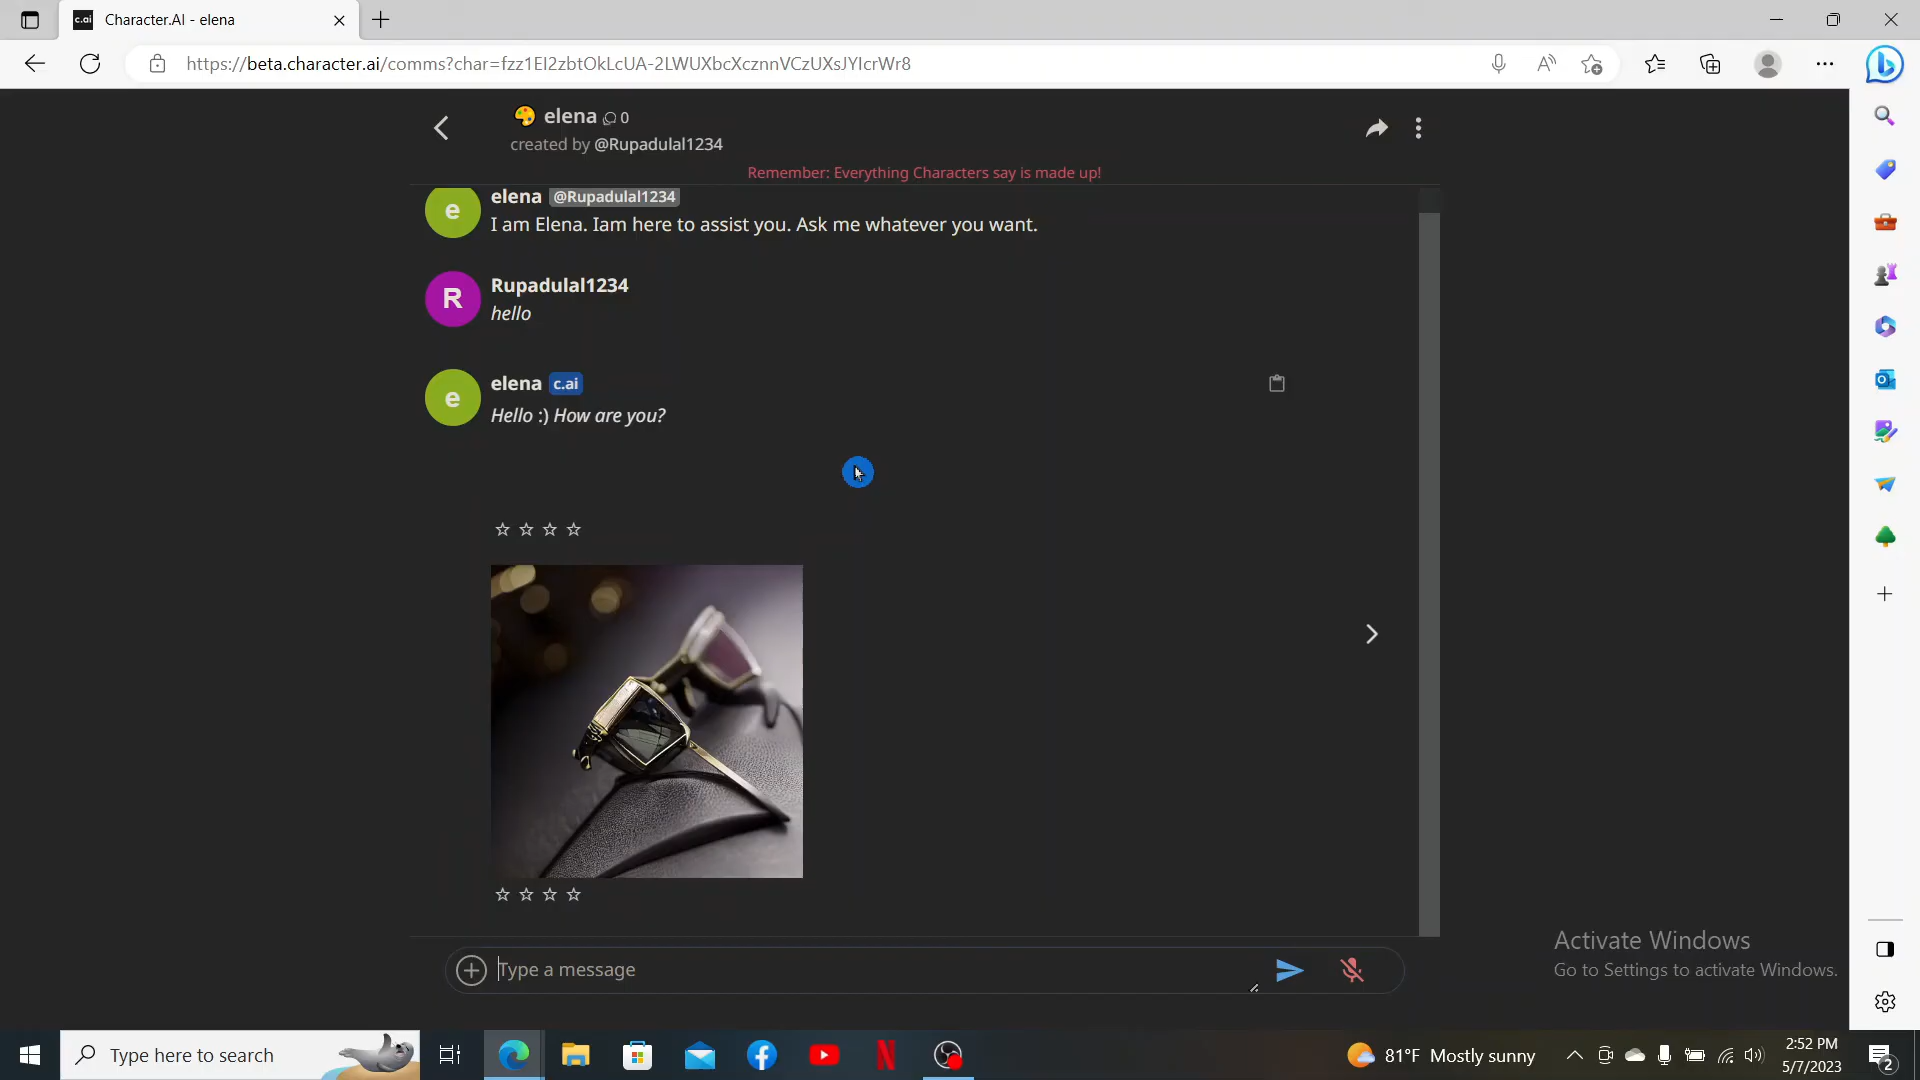 c.ai Character.AI - elena
https://beta.character.ai/comms?char=fzz1EI2zbtOkLcUA-2LWUXbcXcznnVCzUXsJYIcrWr8
elena 0
created by @Rupadulal1234
Remember: Everything Characters say is made up!
e elena @Rupadulal1234
I am Elena. Iam here to assist you. Ask me whatever you want.
R Rupadulal1234
hello
e elena c.ai
Hello :) How are you?
Type a message
Activate Windows
Go to Settings to activate Windows.
Type here to search
81°F Mostly sunny
2:52 PM
5/7/2023
2